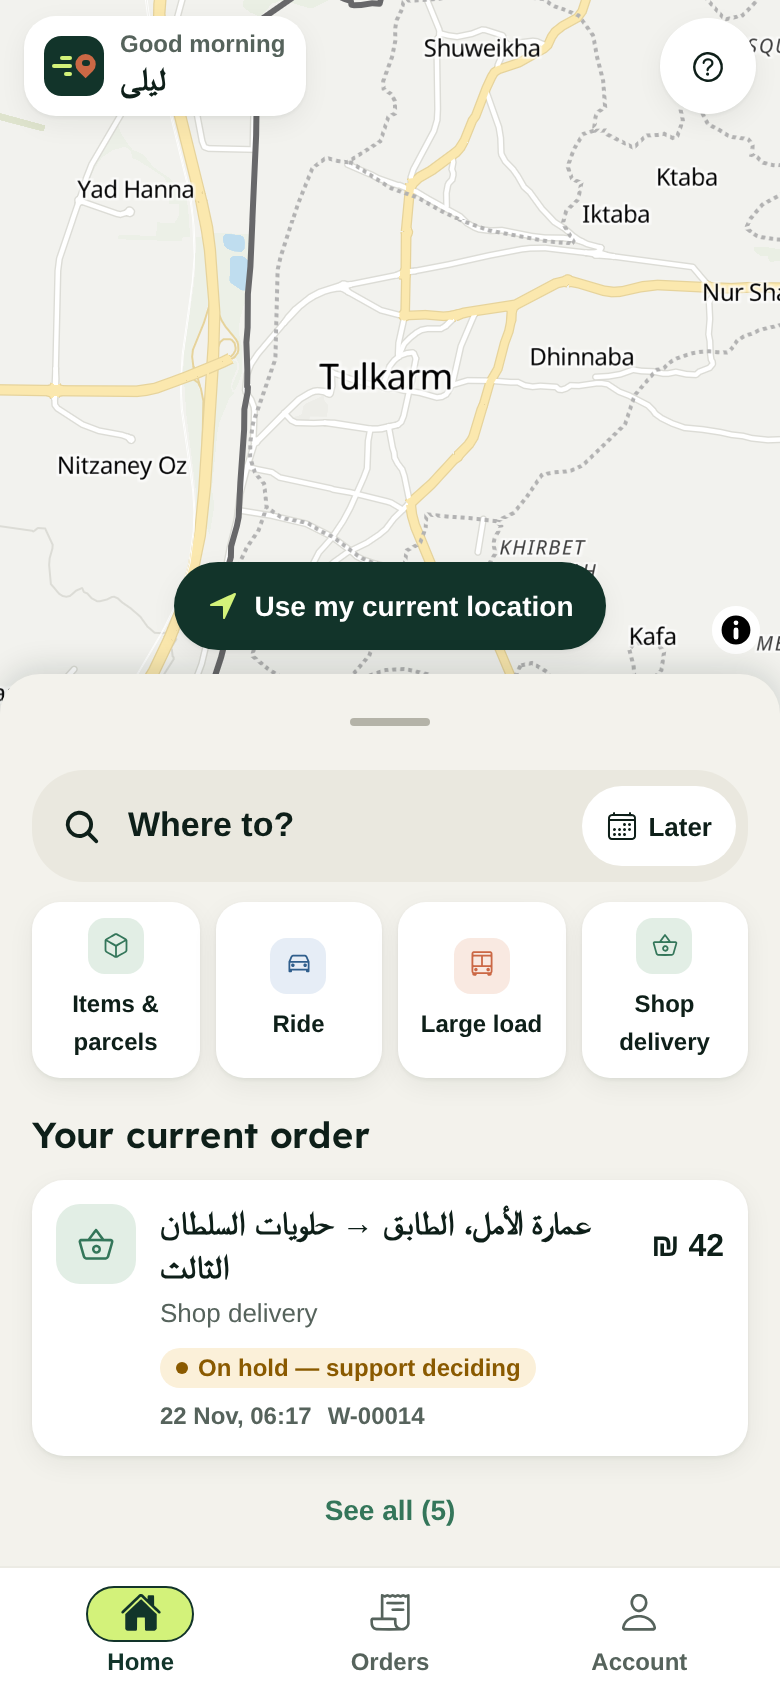 Good morning
ليلى
Shuweikha
Ktaba
Iktaba
Yad Hanna
Nur Sha
Dhinnaba
Tulkarm
Nitzaney Oz
KHIRBET
Use my current location
Kafa
Where to?
Later
Items &
parcels
Ride
Large load
Shop
delivery
Your current order
حلويات السلطان → عمارة الأمل، الطابق
الثالث
₪ 42
Shop delivery
On hold — support deciding
22 Nov, 06:17 W-00014
See all (5)
Home
Orders
Account